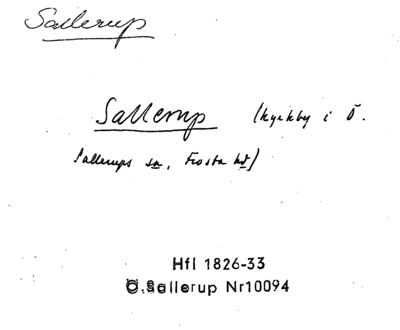 Sallerup
Sallerup (kyrkby i Ö.
Sallerups sn, Frosta hd)
Hfl 1826-33
Ö.Sallerup Nr10094